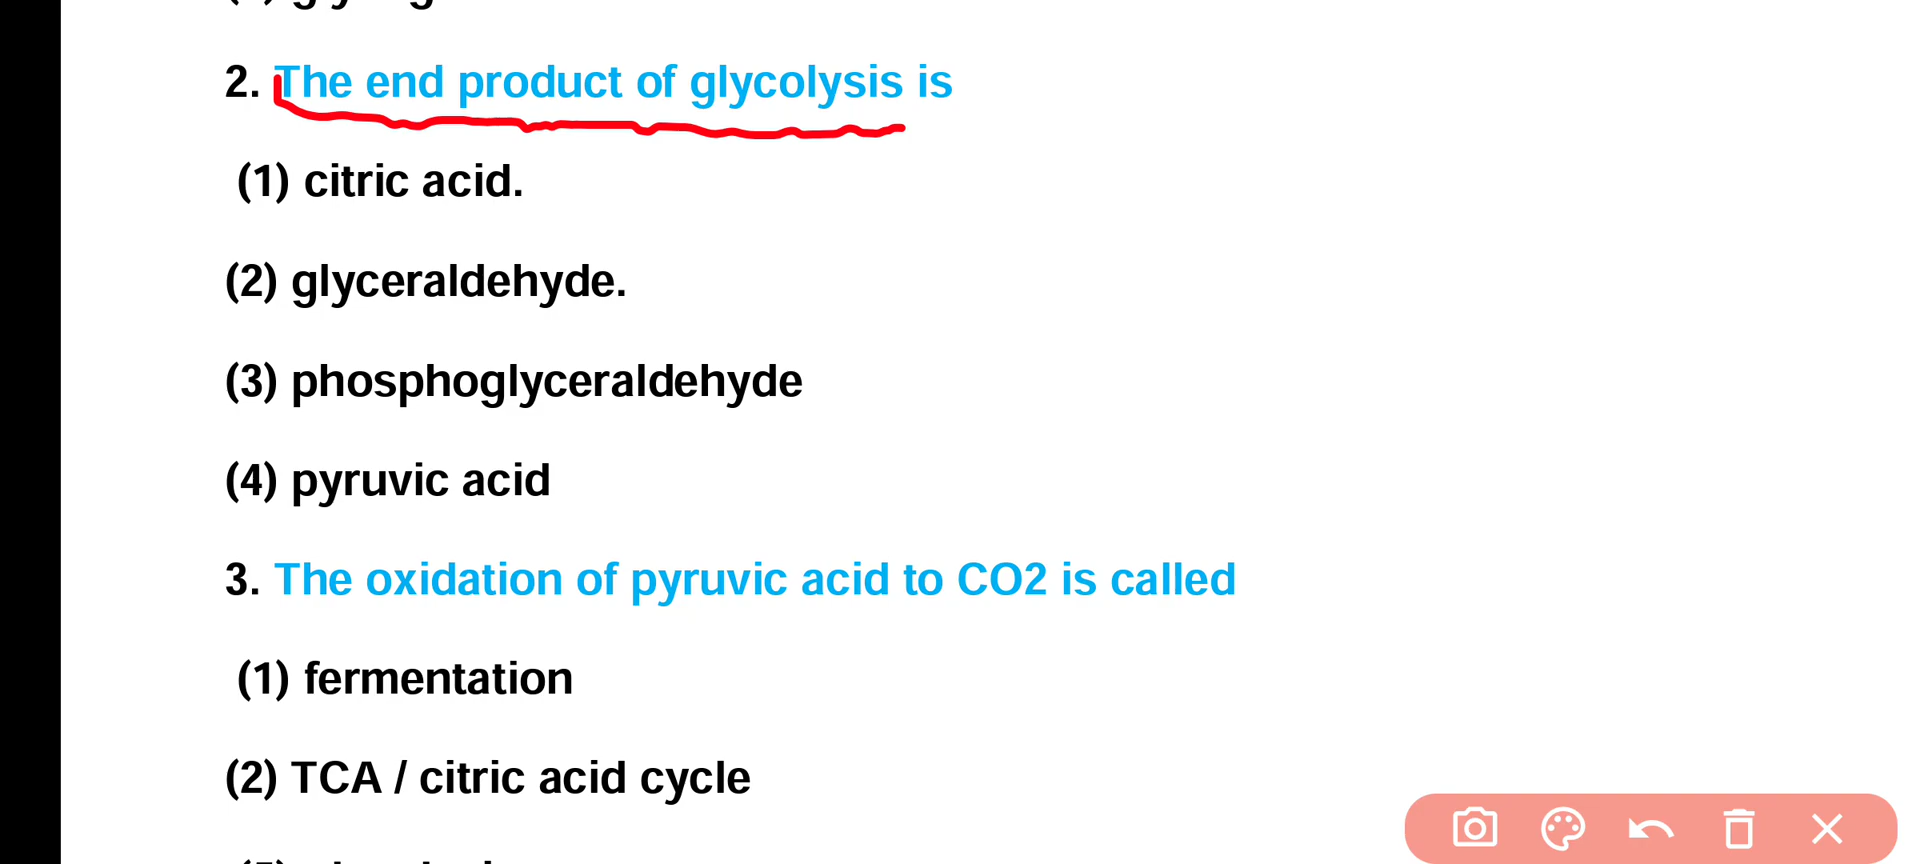 2. The end product of glycolysis is
(1) citric acid.
(2) glyceraldehyde.
(3) phosphoglyceraldehyde
(4) pyruvic acid
3. The oxidation of pyruvic acid to CO2 is called
(1) fermentation
(2) TCA / citric acid cycle